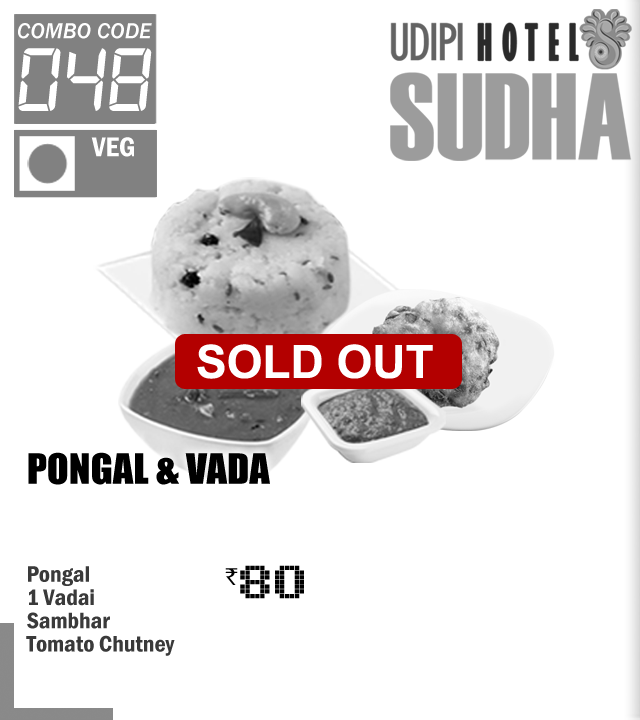 COMBO CODE
048
VEG
UDIPI HOTEL
SUDHA
SOLD OUT
PONGAL & VADA
Pongal
1 Vadai
Sambhar
Tomato Chutney
₹80